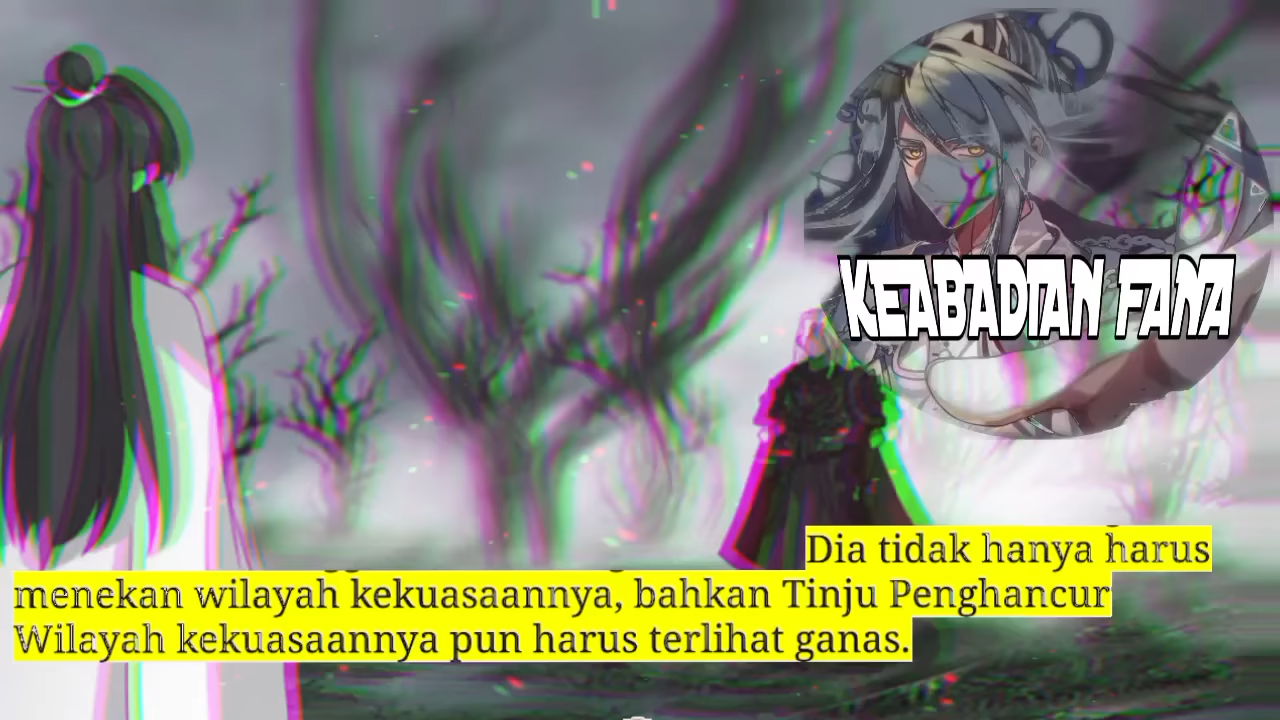 KEABADIAN FANA
Dia tidak hanya harus
menekan wilayah kekuasaannya, bahkan Tinju Penghancur
Wilayah kekuasaannya pun harus terlihat ganas.